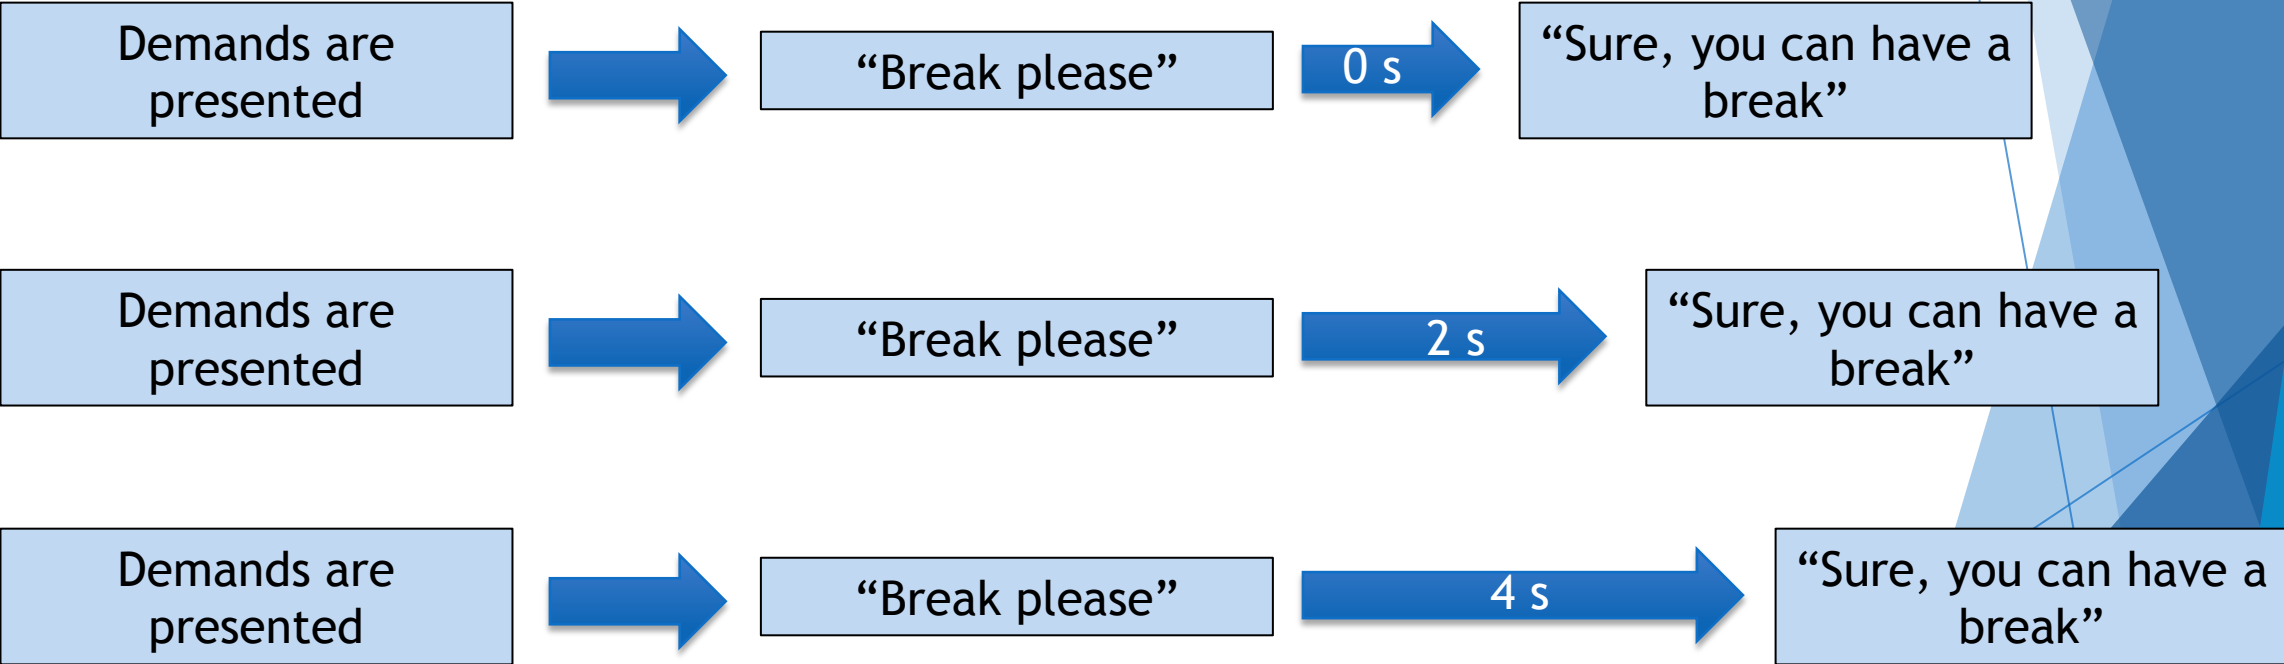 Demands are
presented
“Break please”
0 s
“Sure, you can have a
break”
Demands are
presented
“Break please”
2 s
“Sure, you can have a
break”
Demands are
presented
“Break please”
4 s
“Sure, you can have a
break”